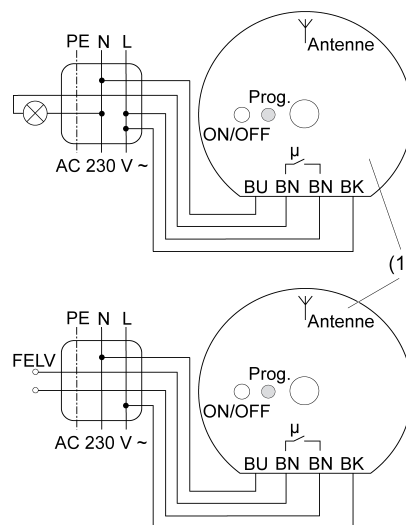 PE N L
Antenne
Prog.
ON/OFF
µ
AC 230 V ~
BU BN BN BK
(1
PE N L
Antenne
FELV
Prog.
ON/OFF
µ
AC 230 V ~
BU BN BN BK